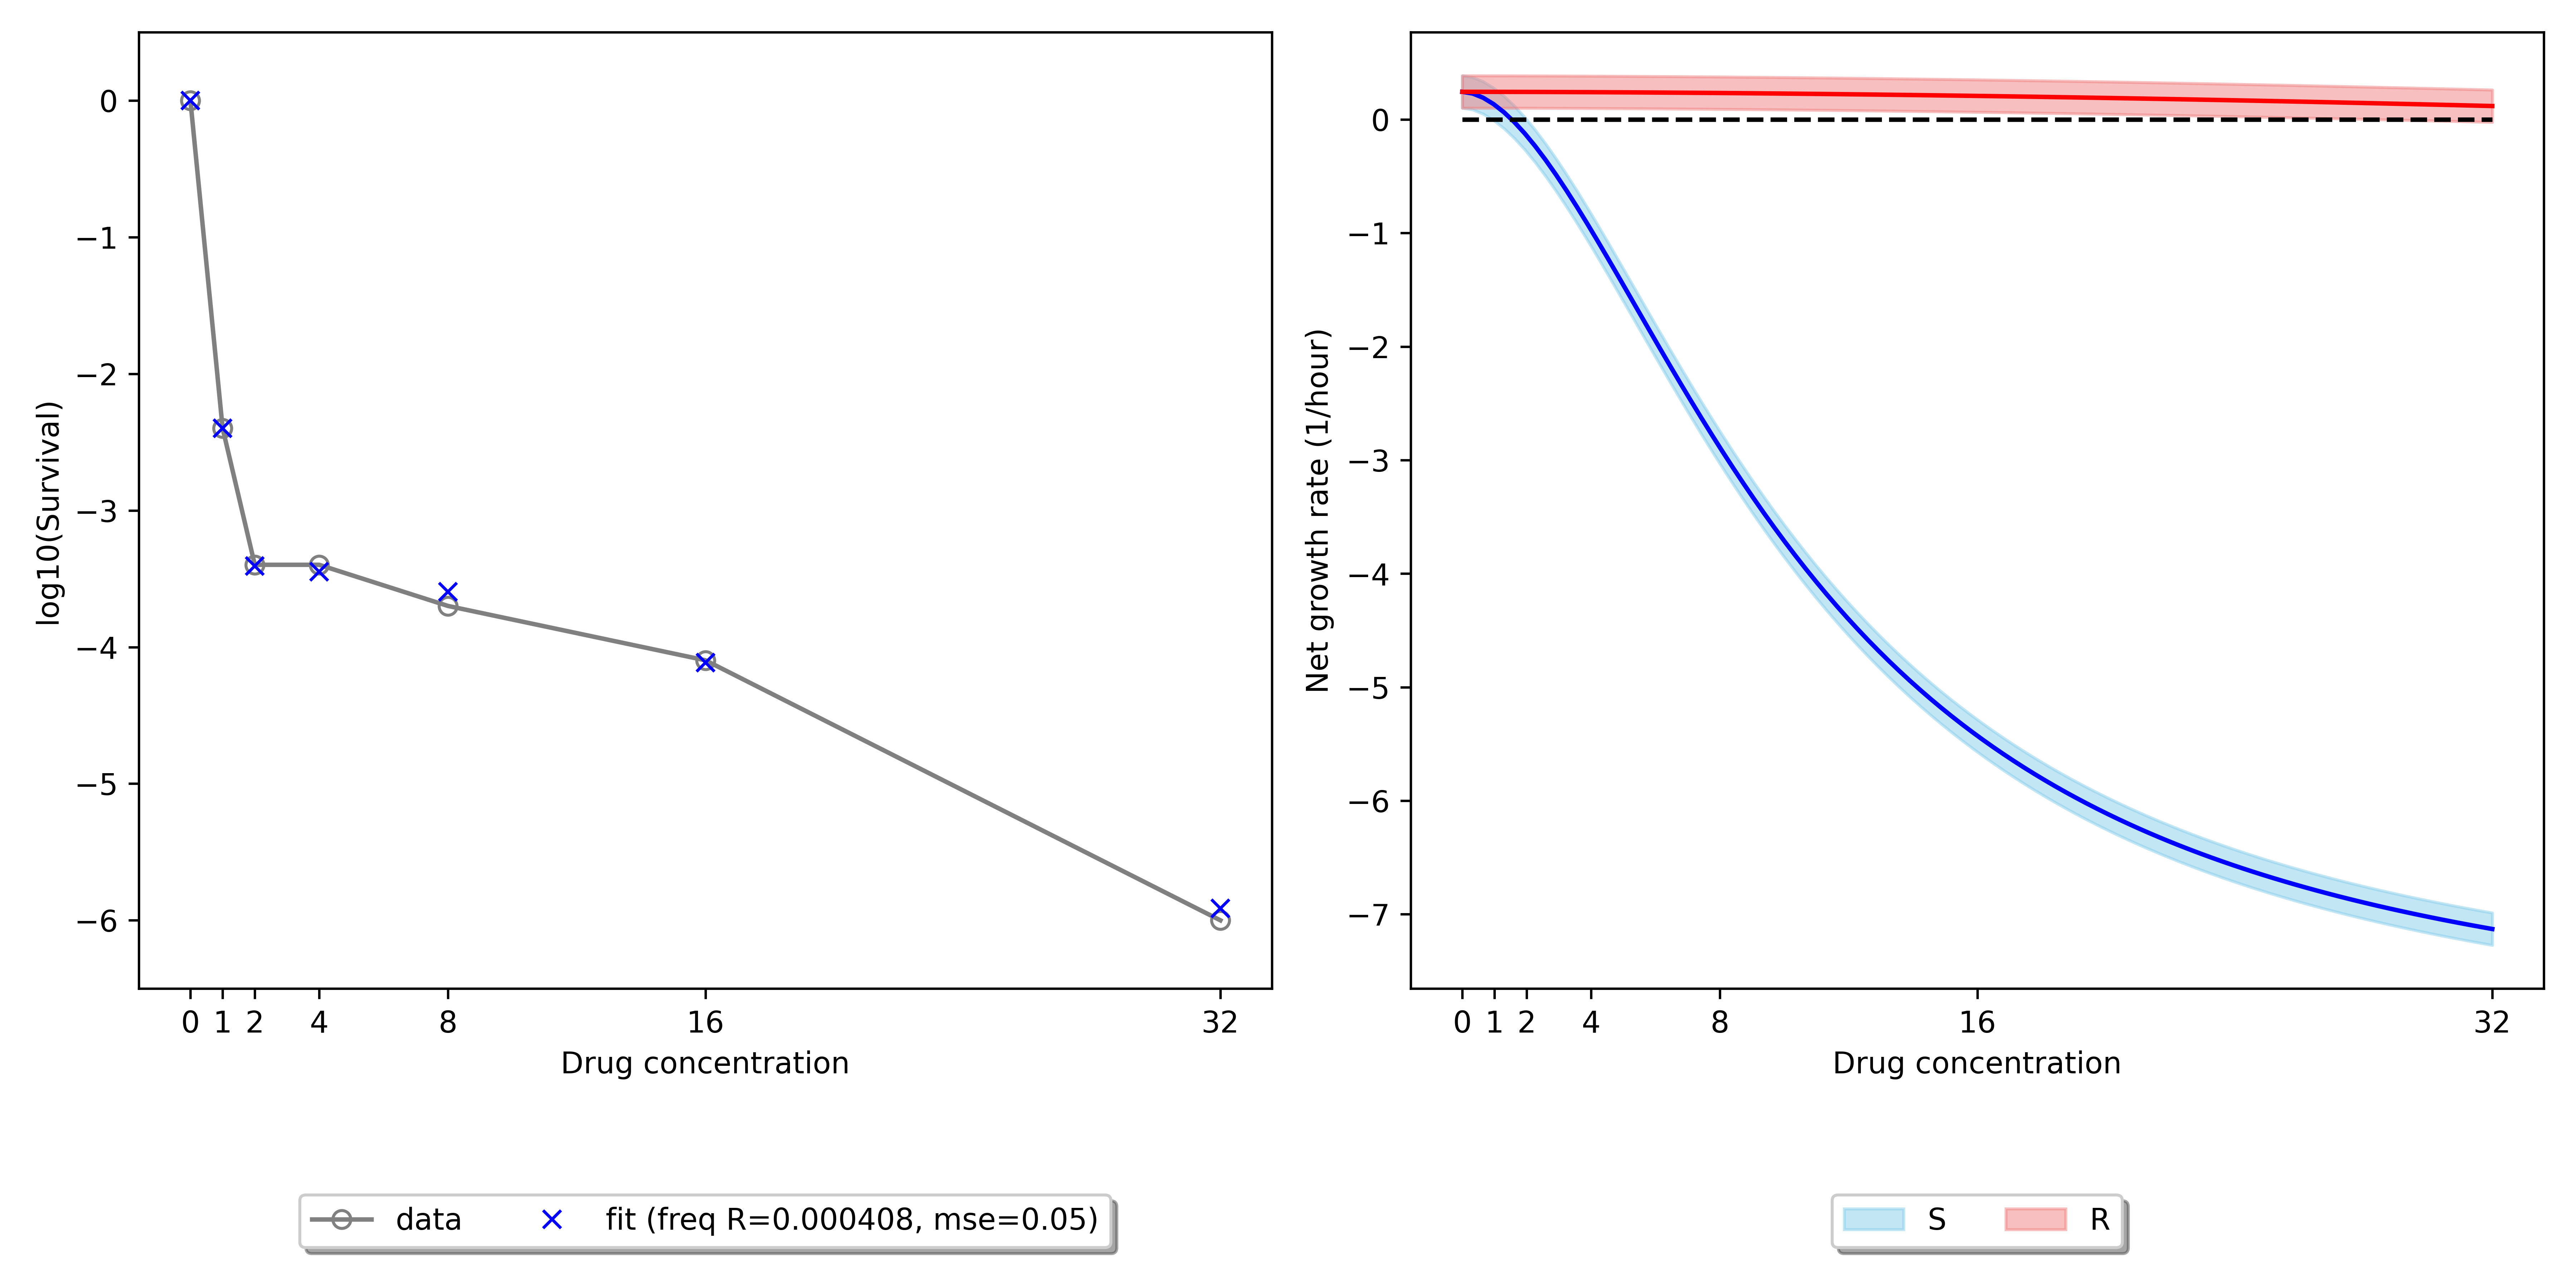 0
−1
−2
−3
−4
−5
−6
log10(Survival)
0 1 2 4 8 16 32
Drug concentration
data fit (freq R=0.000408, mse=0.05)
0
−1
−2
−3
−4
−5
−6
−7
Net growth rate (1/hour)
0 1 2 4 8 16 32
Drug concentration
S R